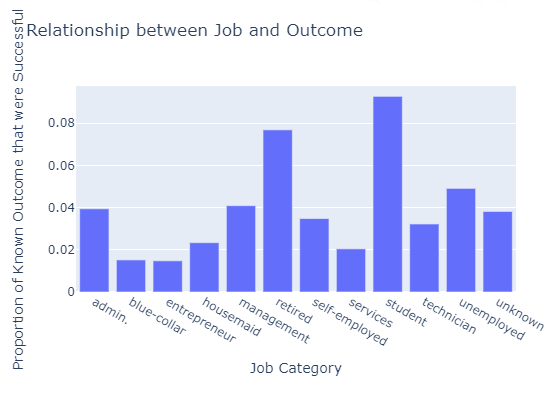 Relationship between Job and Outcome
Proportion of Known Outcome that were Successful
0.08
0.06
0.04
0.02
0
admin.
blue-collar
entrepreneur
housemaid
management
retired
self-employed
services
student
technician
unemployed
unknown
Job Category